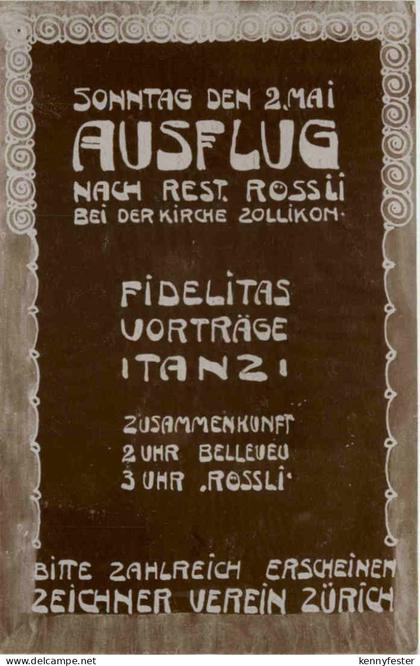 SONNTAG DEN 2. MAI
AUSFLUG
NACH REST. RÖSSLI
BEI DER KIRCHE ZOLLIKON.
FIDELITAS
VORTRÄGE
TANZ
ZUSAMMENKUNFT
2 UHR BELLEVEU
3 UHR „RÖSSLI“
BITTE ZAHLREICH ERSCHEINEN
ZEICHNER VEREIN ZÜRICH
delcampe.net
kennyfester